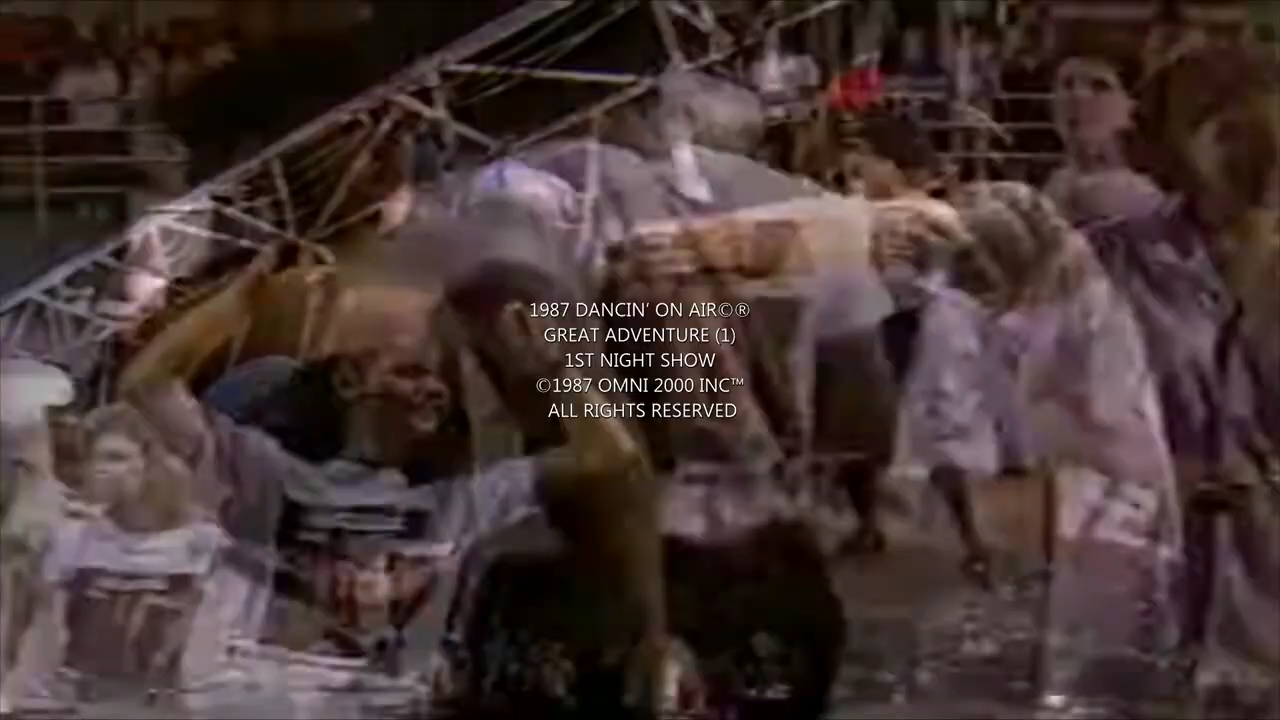 1987 DANCIN' ON AIR©®
GREAT ADVENTURE (1)
1ST NIGHT SHOW
©1987 OMNI 2000 INC™
ALL RIGHTS RESERVED